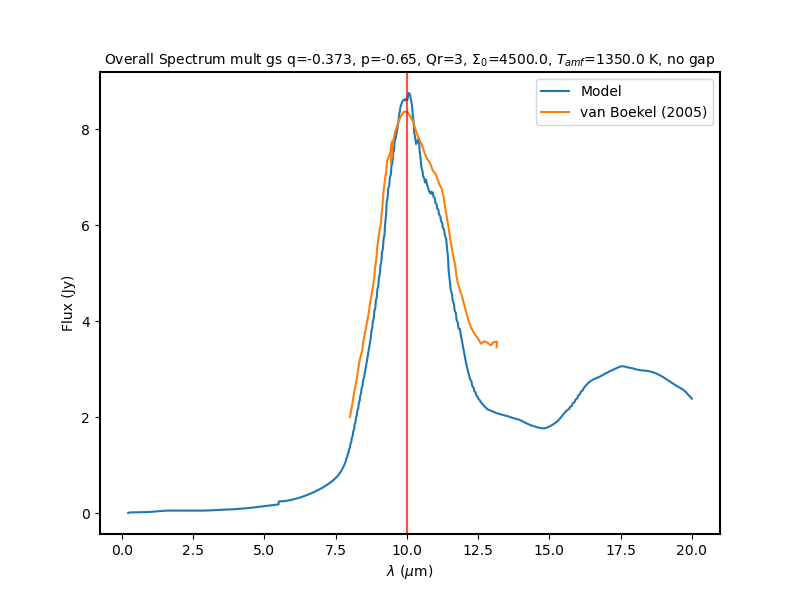 Overall Spectrum mult gs q=-0.373, p=-0.65, Qr=3, Σ₀=4500.0, T_amf=1350.0 K, no gap
Model
van Boekel (2005)
8
6
4
2
0
Flux (Jy)
0.0 2.5 5.0 7.5 10.0 12.5 15.0 17.5 20.0
λ (μm)